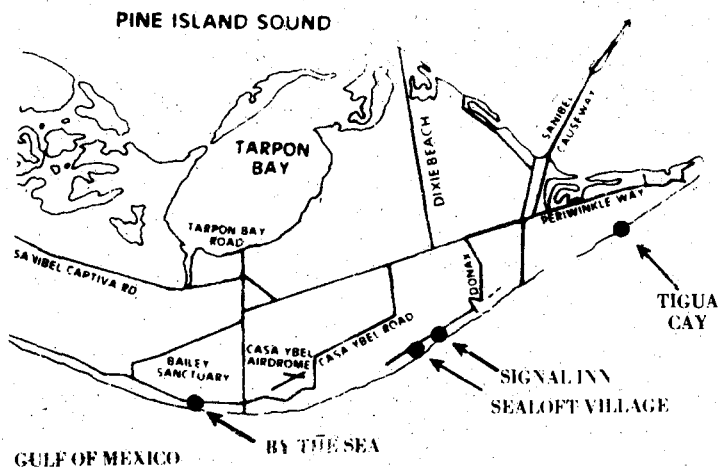 PINE ISLAND SOUND
TARPON
BAY
DIXIE BEACH
SANIBEL
CAUSEWAY
PERIWINKLE WAY
TARPON BAY
ROAD
SANIBEL CAPTIVA RD.
DONAX
TIGUA
CAY
CASA YBEL
AIRDROME
CASA YBEL ROAD
BAILEY
SANCTUARY
SIGNAL INN
SEALOFT VILLAGE
BY THE SEA
GULF OF MEXICO